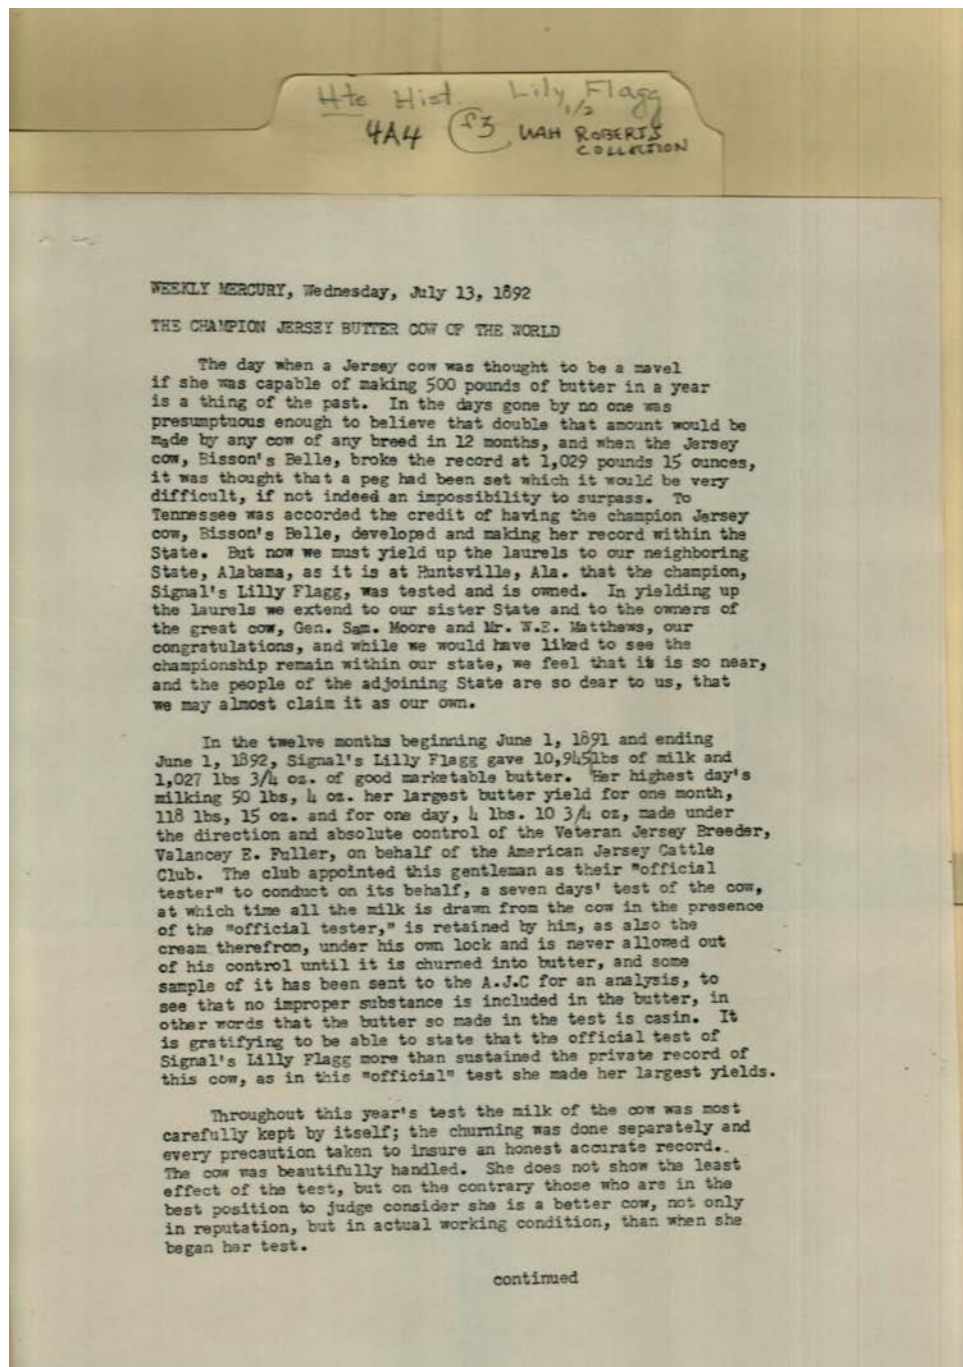 Hts Hist. Lily Flagg
1/2
4A4 f3 UAH ROBERTS
COLLECTION
WEEKLY MERCURY, Wednesday, July 13, 1892
THE CHAMPION JERSEY BUTTER COW OF THE WORLD
The day when a Jersey cow was thought to be a mavel
if she was capable of making 500 pounds of butter in a year
is a thing of the past. In the days gone by no one was
presumptuous enough to believe that double that amount would be
made by any cow of any breed in 12 months, and when the Jersey
cow, Bisson's Belle, broke the record at 1,029 pounds 15 ounces,
it was thought that a peg had been set which it would be very
difficult, if not indeed an impossibility to surpass. To
Tennessee was accorded the credit of having the champion Jersey
cow, Bisson's Belle, developed and making her record within the
State. But now we must yield up the laurels to our neighboring
State, Alabama, as it is at Huntsville, Ala. that the champion,
Signal's Lilly Flagg, was tested and is owned. In yielding up
the laurels we extend to our sister State and to the owners of
the great cow, Gen. Sam. Moore and Mr. W.E. Matthews, our
congratulations, and while we would have liked to see the
championship remain within our state, we feel that it is so near,
and the people of the adjoining State are so dear to us, that
we may almost claim it as our own.
In the twelve months beginning June 1, 1891 and ending
June 1, 1892, Signal's Lilly Flagg gave 10,945lbs of milk and
1,027 lbs 3/4 oz. of good marketable butter. Her highest day's
milking 50 lbs, 4 oz. her largest butter yield for one month,
118 lbs, 15 oz. and for one day, 4 lbs. 10 3/4 oz, made under
the direction and absolute control of the Veteran Jersey Breeder,
Valancey E. Fuller, on behalf of the American Jersey Cattle
Club. The club appointed this gentleman as their "official
tester" to conduct on its behalf, a seven days' test of the cow,
at which time all the milk is drawn from the cow in the presence
of the "official tester," is retained by him, as also the
cream therefrom, under his own lock and is never allowed out
of his control until it is churned into butter, and some
sample of it has been sent to the A.J.C for an analysis, to
see that no improper substance is included in the butter, in
other words that the butter so made in the test is casin. It
is gratifying to be able to state that the official test of
Signal's Lilly Flagg more than sustained the private record of
this cow, as in this "official" test she made her largest yields.
Throughout this year's test the milk of the cow was most
carefully kept by itself; the churning was done separately and
every precaution taken to insure an honest accurate record..
The cow was beautifully handled. She does not show the least
effect of the test, but on the contrary those who are in the
best position to judge consider she is a better cow, not only
in reputation, but in actual working condition, than when she
began her test.
continued